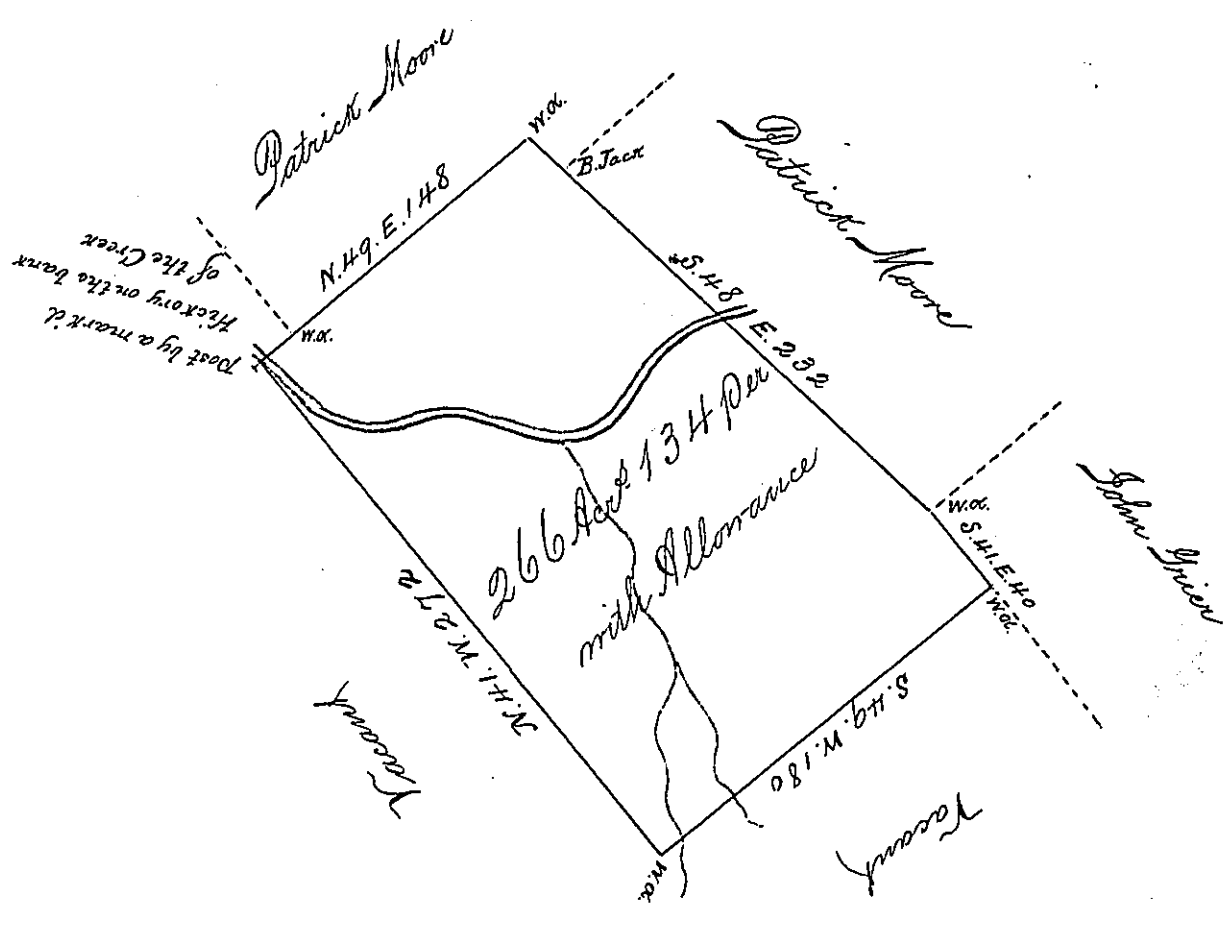 Patrick Moore
W.O.
B. Jack
Patrick Moore
N.49.E.148
S.48 E.232
post by a mark'd
Hickory on the bank
of the Creek
W.O.
266 Acrs. 134 per
with Allowance
W.O.
S.41.E.40
W.O.
John Grier
N.41.W.272
S.49.W.180
Vacant
Vacant
W.O.